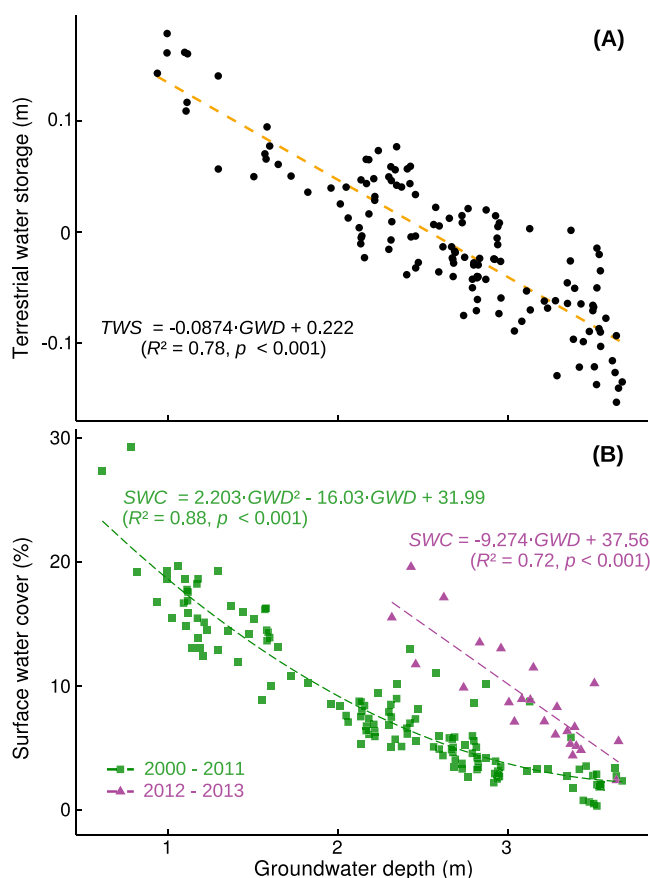 (A)
Terrestrial water storage (m)
0.1
0
-0.1
TWS = -0.0874·GWD + 0.222
(R² = 0.78, p < 0.001)
(B)
Surface water cover (%)
30
20
10
0
SWC = 2.203·GWD² - 16.03·GWD + 31.99
(R² = 0.88, p < 0.001)
SWC = -9.274·GWD + 37.56
(R² = 0.72, p < 0.001)
2000 - 2011
2012 - 2013
1 2 3
Groundwater depth (m)